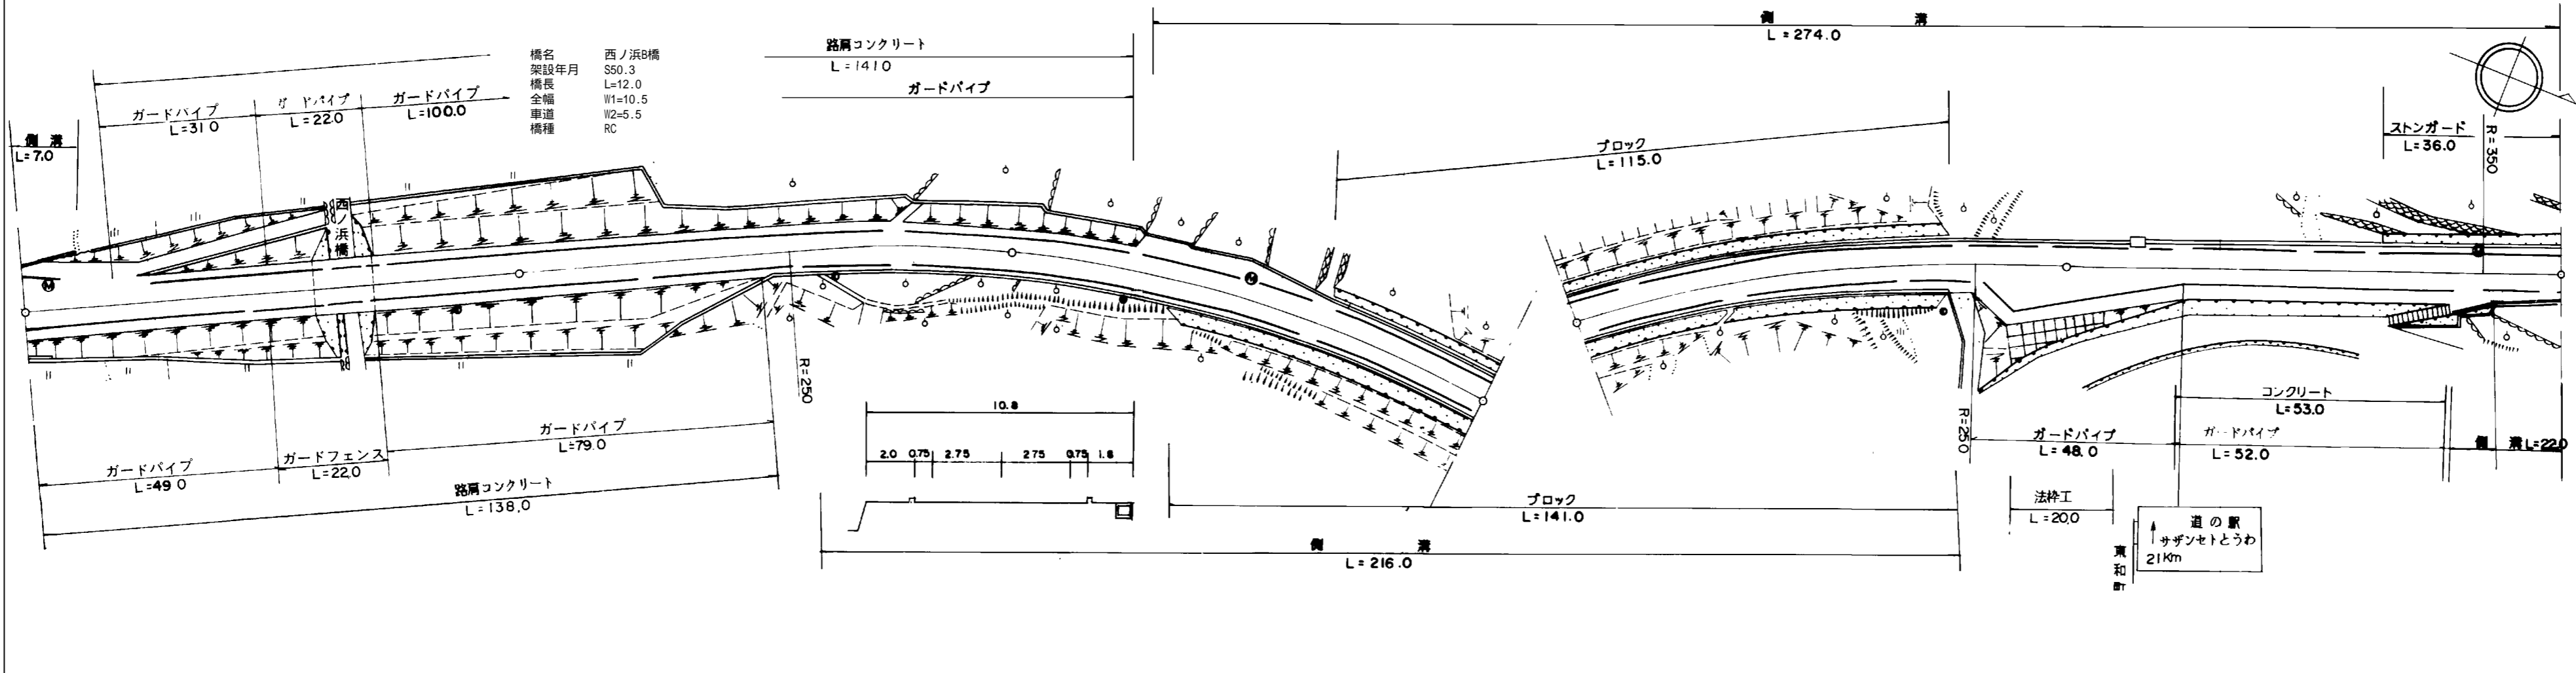 側 溝
L = 274.0
橋名 西ノ浜B橋
架設年月 S50.3
橋長 L=12.0
全幅 W1=10.5
車道 W2=5.5
橋種 RC
路肩コンクリート
L=141.0
ガードパイプ
ガードパイプ
L=31.0
ガードパイプ
L=22.0
ガードパイプ
L=100.0
側 溝
L=7.0
ブロック
L=115.0
ストンガード
L=36.0
R=350
西ノ浜橋
M
M
R=250
R=250
ガードパイプ
L=49.0
ガードフェンス
L=22.0
ガードパイプ
L=79.0
路肩コンクリート
L=138.0
10.8
2.0 0.75 2.75 2.75 0.75 1.8
ブロック
L=141.0
側 溝
L=216.0
コンクリート
L=53.0
ガードパイプ
L=48.0
ガードパイプ
L=52.0
側 溝 L=22.0
法枠工
L=20.0
道の駅
サザンセトとうわ
21Km
東和町